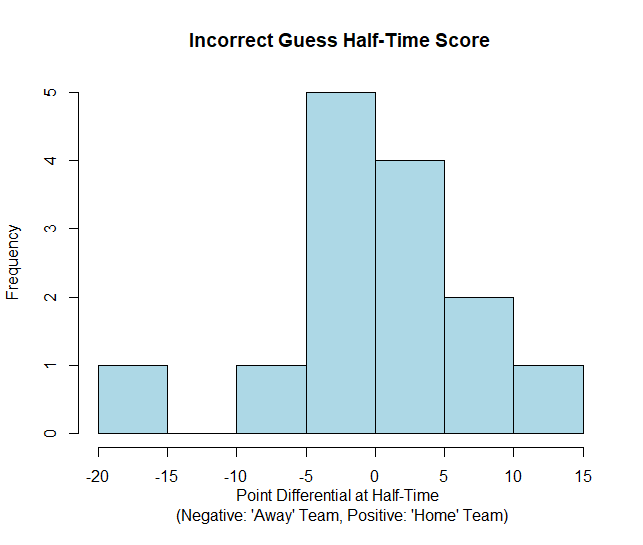 Incorrect Guess Half-Time Score
Frequency
5
4
3
2
1
0
-20 -15 -10 -5 0 5 10 15
Point Differential at Half-Time
(Negative: 'Away' Team, Positive: 'Home' Team)